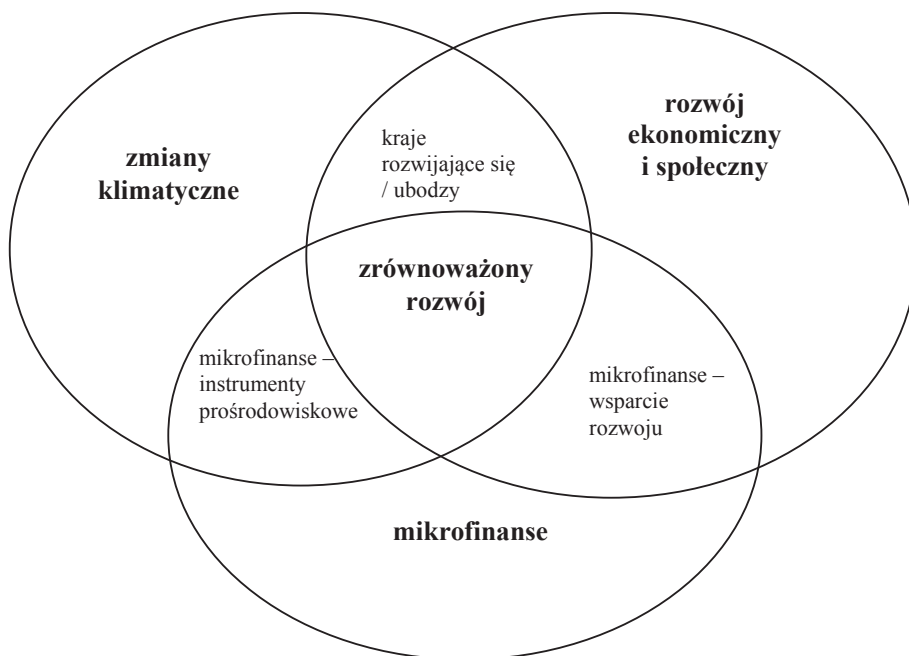 zmiany
klimatyczne
kraje
rozwijające się
/ ubodzy
rozwój
ekonomiczny
i społeczny
zrównoważony
rozwój
mikrofinanse –
instrumenty
prośrodowiskowe
mikrofinanse –
wsparcie
rozwoju
mikrofinanse